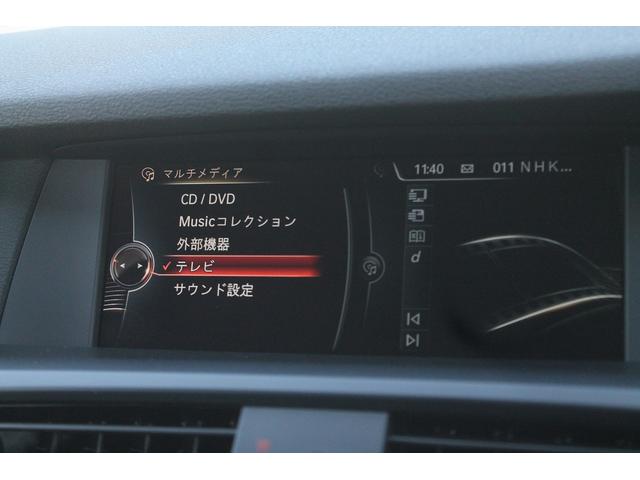 マルチメディア
CD / DVD
Musicコレクション
外部機器
テレビ
サウンド設定
11:40 011 NHK...
d